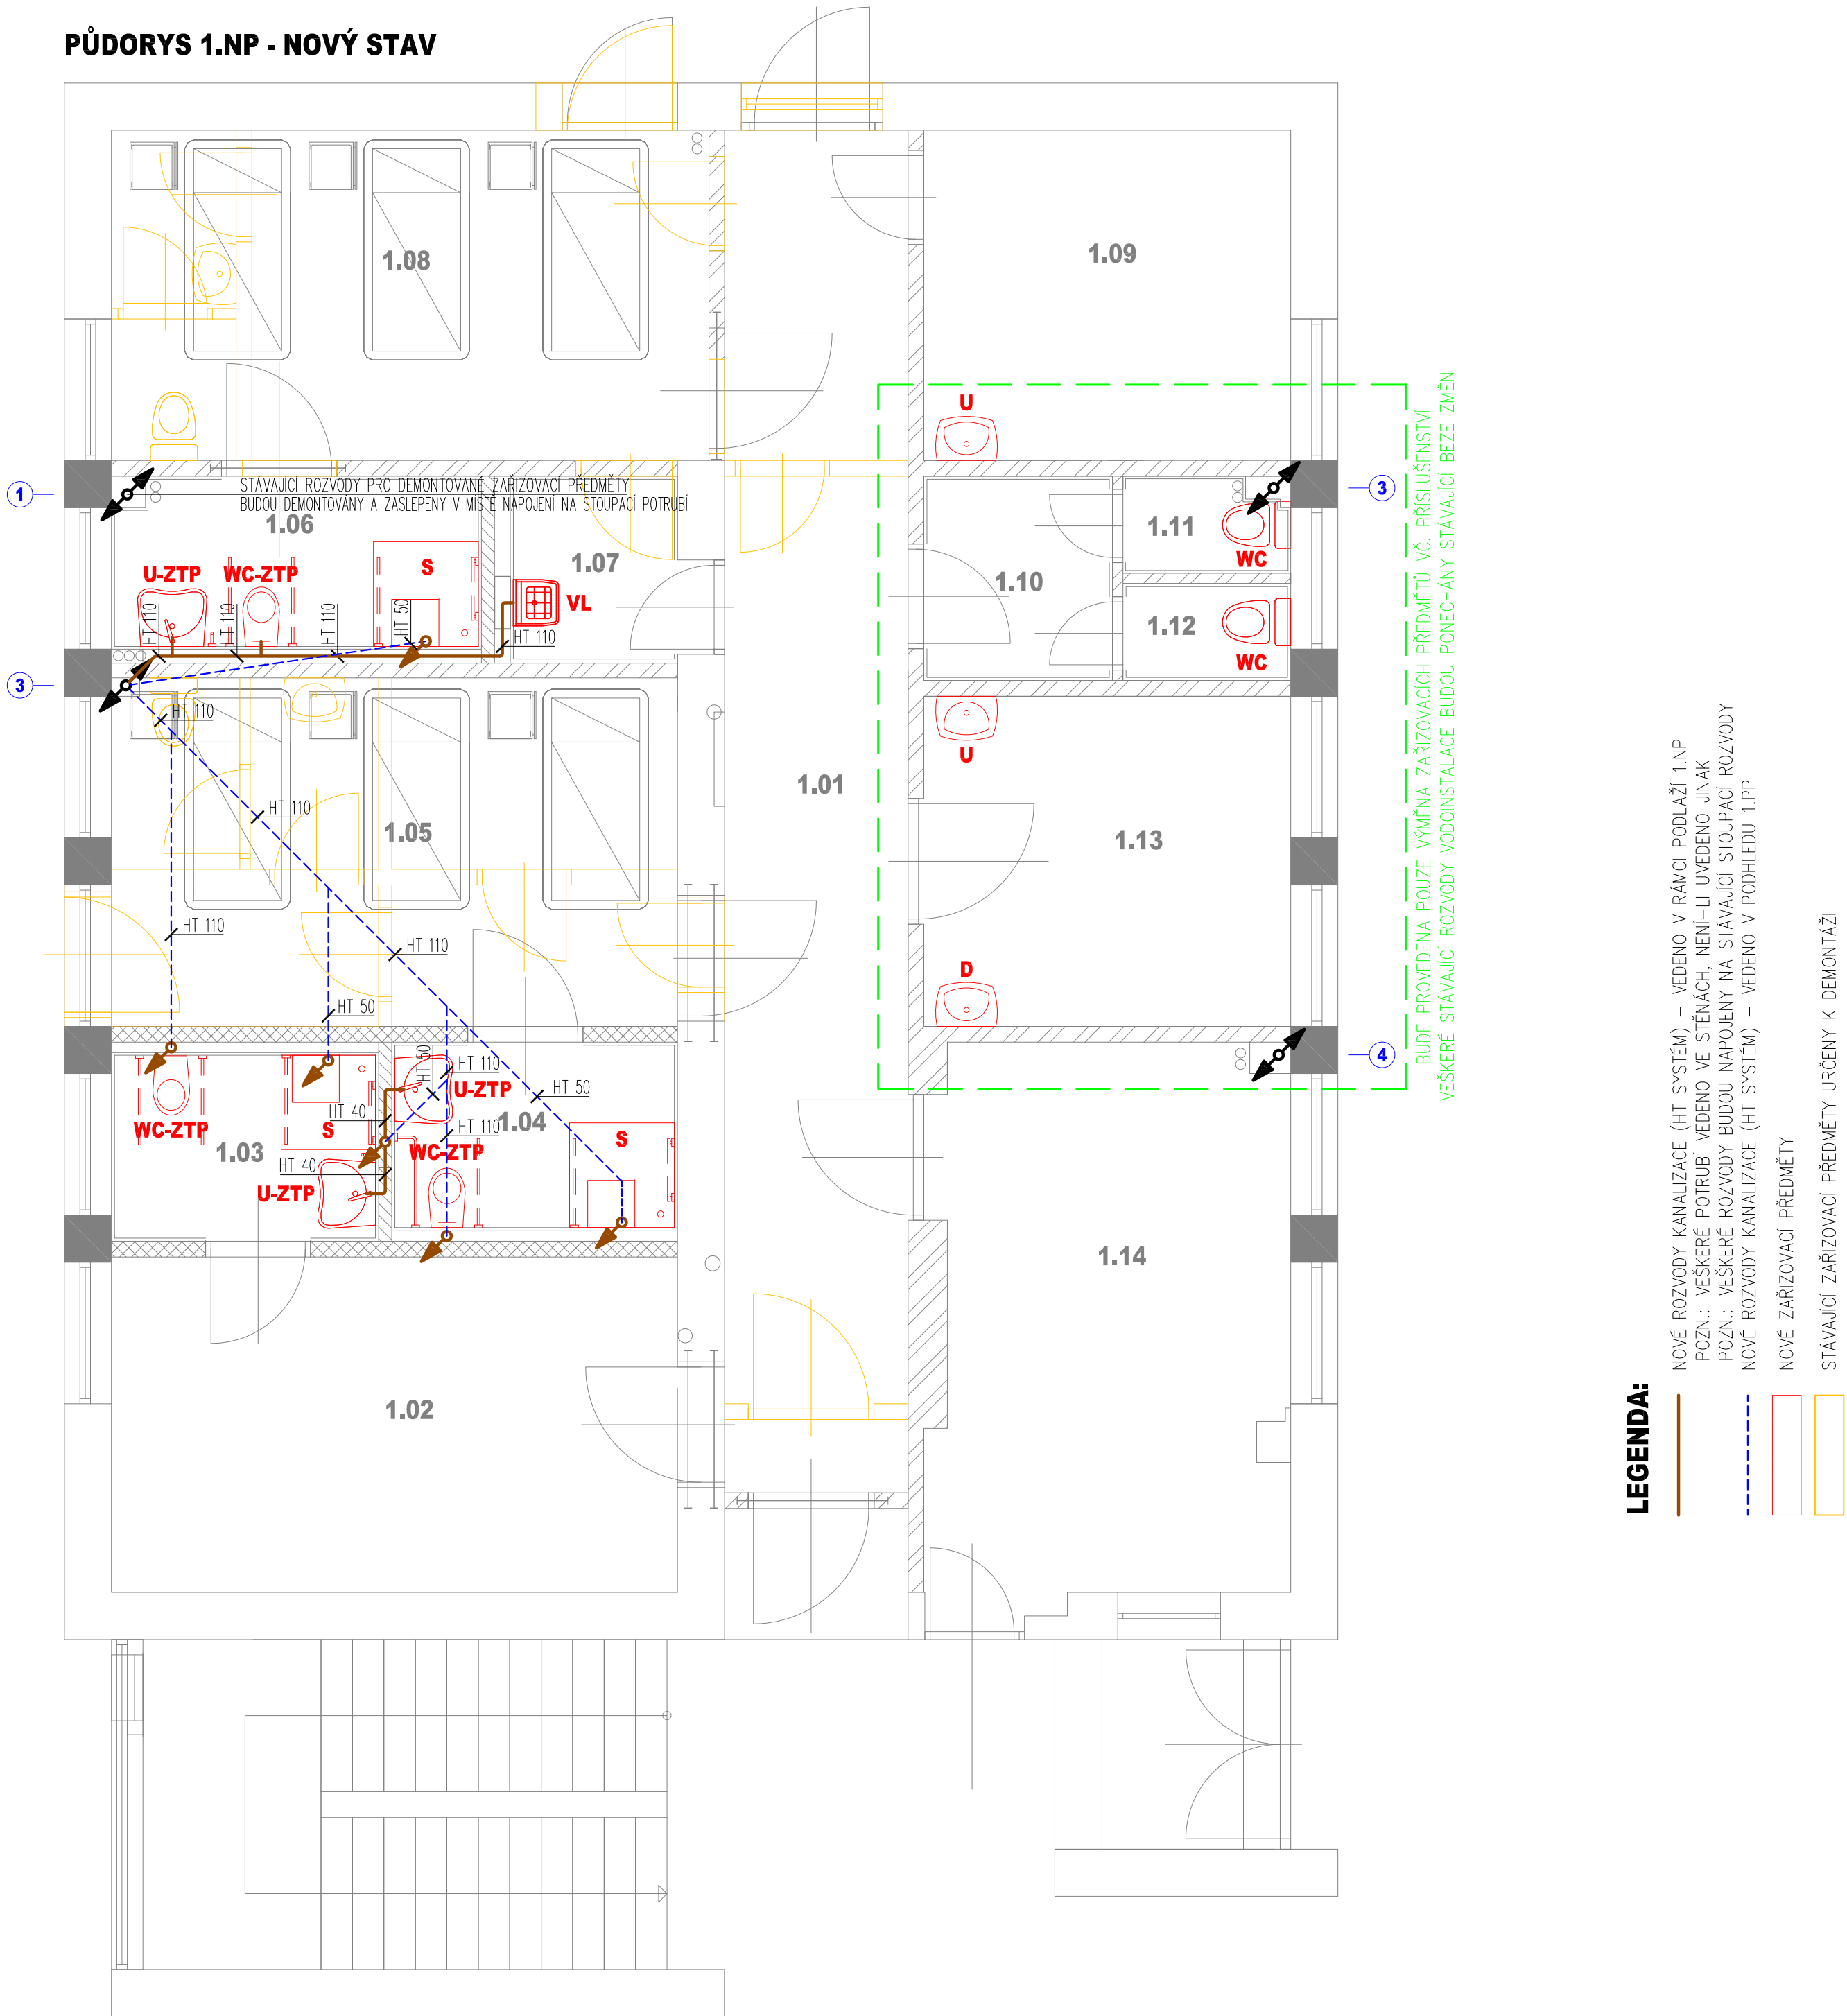 PŮDORYS 1.NP - NOVÝ STAV
1.08
1.09
U
1
STÁVAJÍCÍ ROZVODY PRO DEMONTOVANÉ ZAŘIZOVACÍ PŘEDMĚTY
BUDOU DEMONTOVÁNY A ZASLEPENY V MÍSTĚ NAPOJENÍ NA STOUPACÍ POTRUBÍ
3
1.06
1.07
1.11
WC
U-ZTP
WC-ZTP
S
VL
1.10
1.12
WC
HT 110
HT 110
HT 110
HT 50
HT 110
3
HT 110
U
1.01
HT 110
1.05
1.13
HT 110
HT 110
D
HT 50
4
HT 50
HT 110
U-ZTP
HT 50
HT 40
1.04
WC-ZTP
S
HT 110
S
1.03
WC-ZTP
HT 40
U-ZTP
1.14
1.02
BUDE PROVEDENA POUZE VÝMĚNA ZAŘIZOVACÍCH PŘEDMĚTŮ VČ. PŘÍSLUŠENSTVÍ
VEŠKERÉ STÁVAJÍCÍ ROZVODY VODOINSTALACE BUDOU PONECHÁNY STÁVAJÍCÍ BEZE ZMĚN
LEGENDA:
NOVÉ ROZVODY KANALIZACE (HT SYSTÉM) – VEDENO V RÁMCI PODLAŽÍ 1.NP
POZN.: VEŠKERÉ POTRUBÍ VEDENO VE STĚNÁCH, NENÍ–LI UVEDENO JINAK
POZN.: VEŠKERÉ ROZVODY BUDOU NAPOJENY NA STÁVAJÍCÍ STOUPACÍ ROZVODY
NOVÉ ROZVODY KANALIZACE (HT SYSTÉM) – VEDENO V PODHLEDU 1.PP
NOVÉ ZAŘIZOVACÍ PŘEDMĚTY
STÁVAJÍCÍ ZAŘIZOVACÍ PŘEDMĚTY URČENY K DEMONTÁŽI